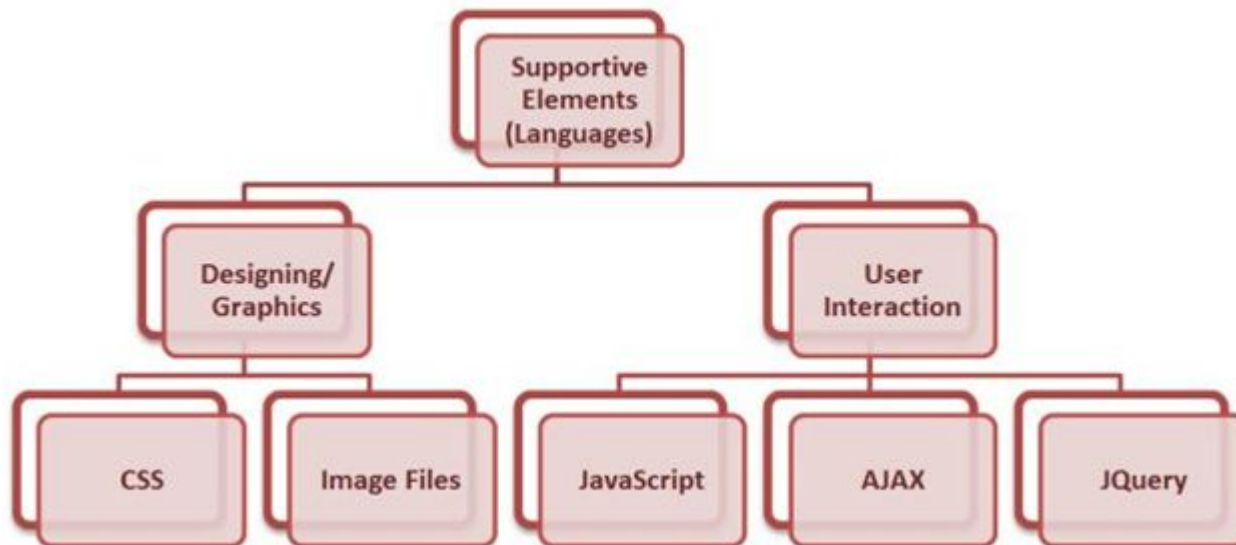 Supportive
Elements
(Languages)
Designing/
Graphics
User
Interaction
CSS
Image Files
JavaScript
AJAX
JQuery